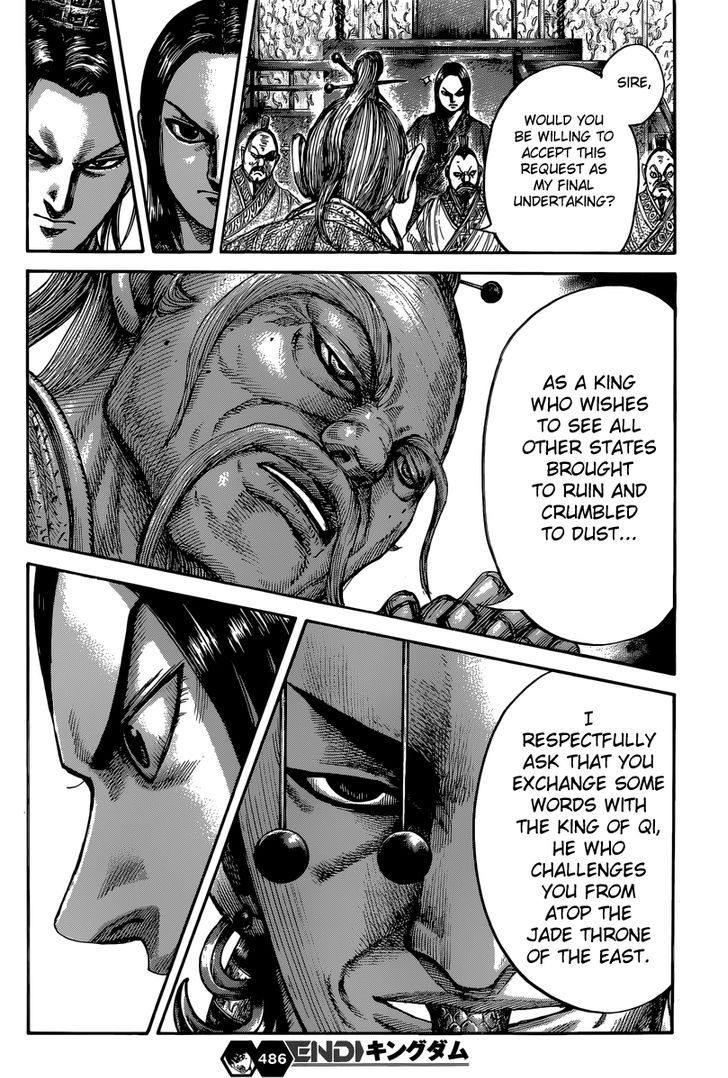 SIRE,
WOULD YOU
BE WILLING TO
ACCEPT THIS
REQUEST AS
MY FINAL
UNDERTAKING?
AS A KING
WHO WISHES
TO SEE ALL
OTHER STATES
BROUGHT
TO RUIN AND
CRUMBLED
TO DUST...
I
RESPECTFULLY
ASK THAT YOU
EXCHANGE SOME
WORDS WITH
THE KING OF QI,
HE WHO
CHALLENGES
YOU FROM
ATOP THE
JADE THRONE
OF THE EAST.
486 END キングダム